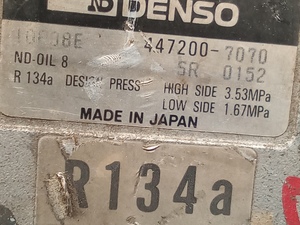 DENSO
447200-7070
ND-OIL 8 SR 0152
R 134a DESIGN PRESS HIGH SIDE 3.53MPa
LOW SIDE 1.67MPa
MADE IN JAPAN
R134a